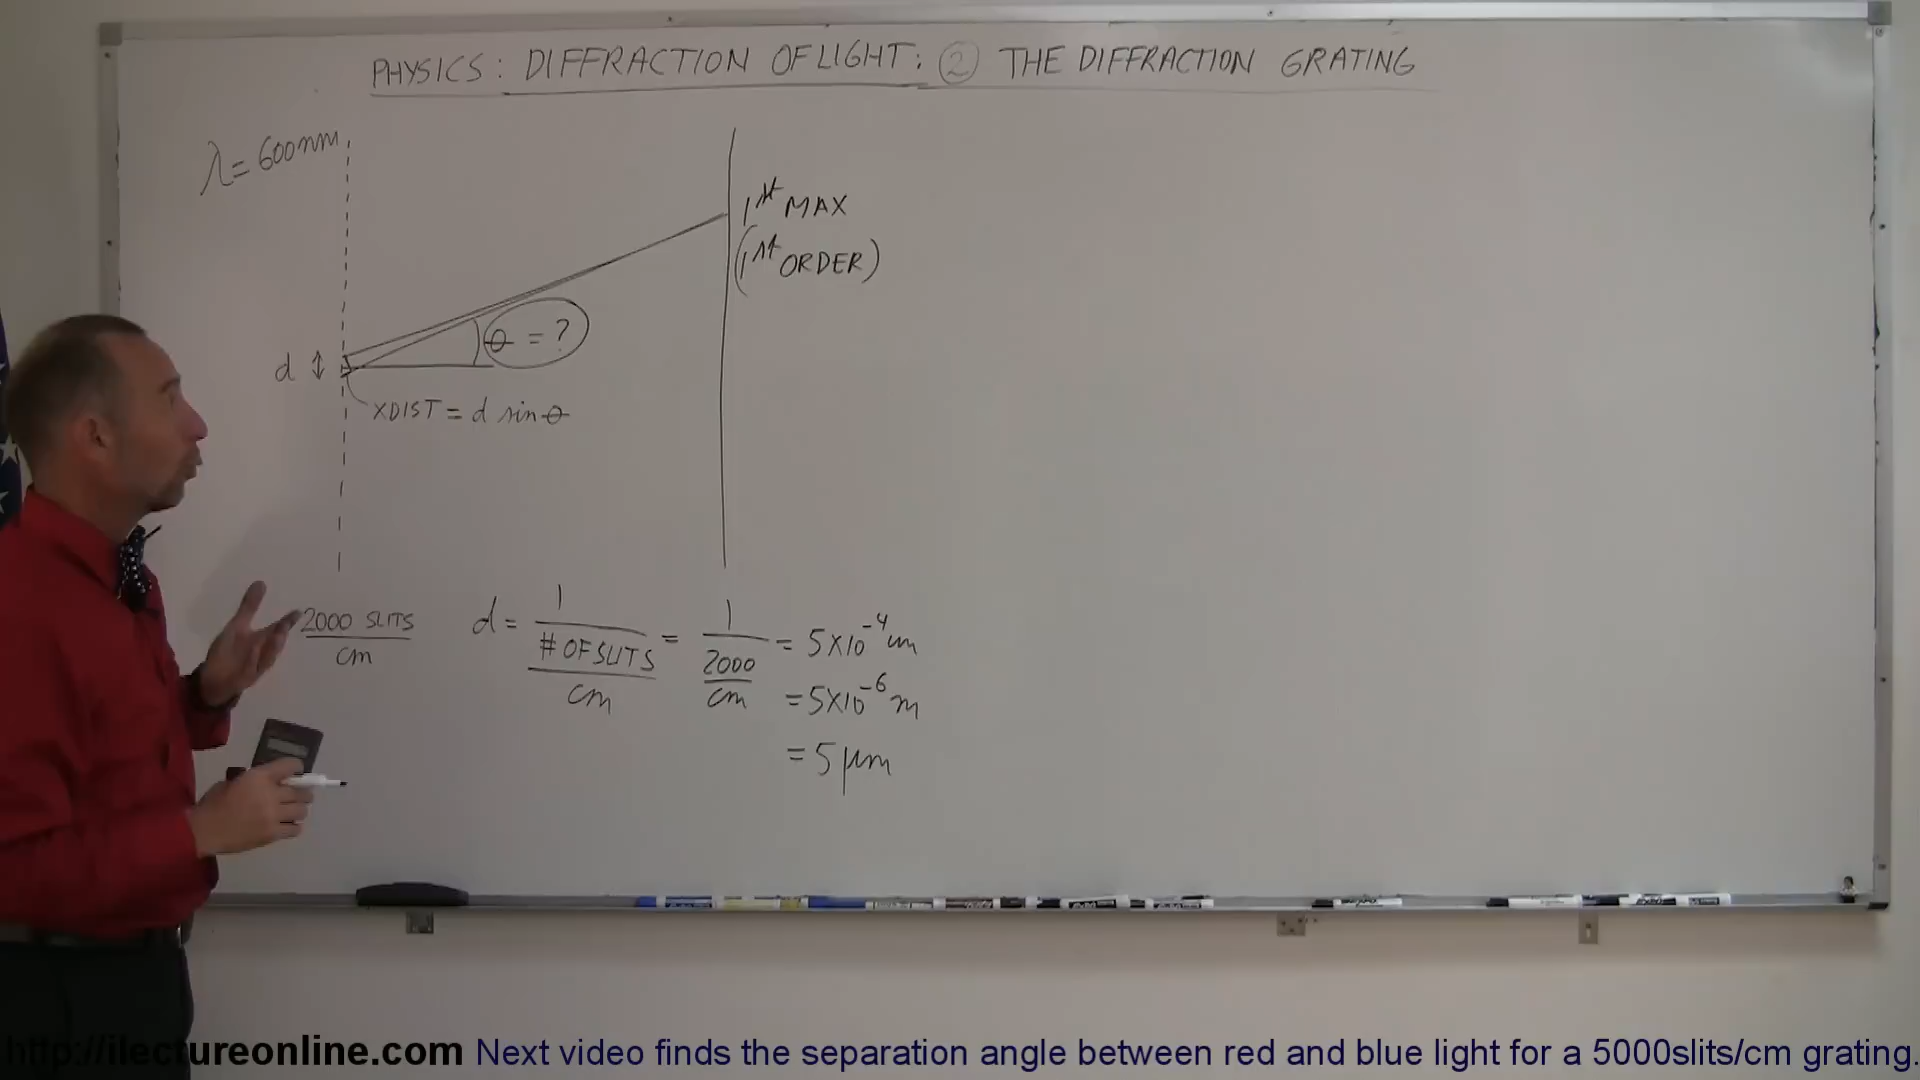 PHYSICS: DIFFRACTION OF LIGHT: ② THE DIFFRACTION GRATING
λ = 600nm
1st MAX
(1st ORDER)
θ = ?
d ↕
XDIST = d sin θ
2000 SLITS / cm
d = 1 / (# OF SLITS / cm) = 1 / (2000 / cm) = 5X10^-4 cm
= 5X10^-6 m
= 5 μm
http://ilectureonline.com Next video finds the separation angle between red and blue light for a 5000slits/cm grating.